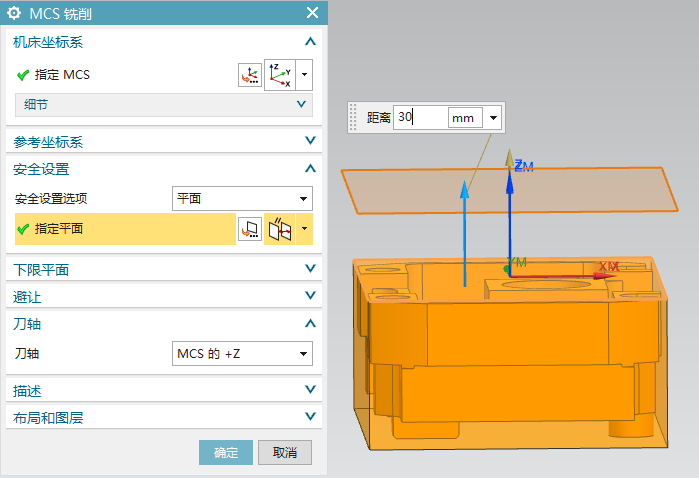 MCS 铣削
机床坐标系
指定 MCS
Z
Y
X
细节
参考坐标系
安全设置
安全设置选项
平面
指定平面
下限平面
避让
刀轴
刀轴
MCS 的 +Z
描述
布局和图层
确定
取消
距离
30
mm
ZM
YM
XM